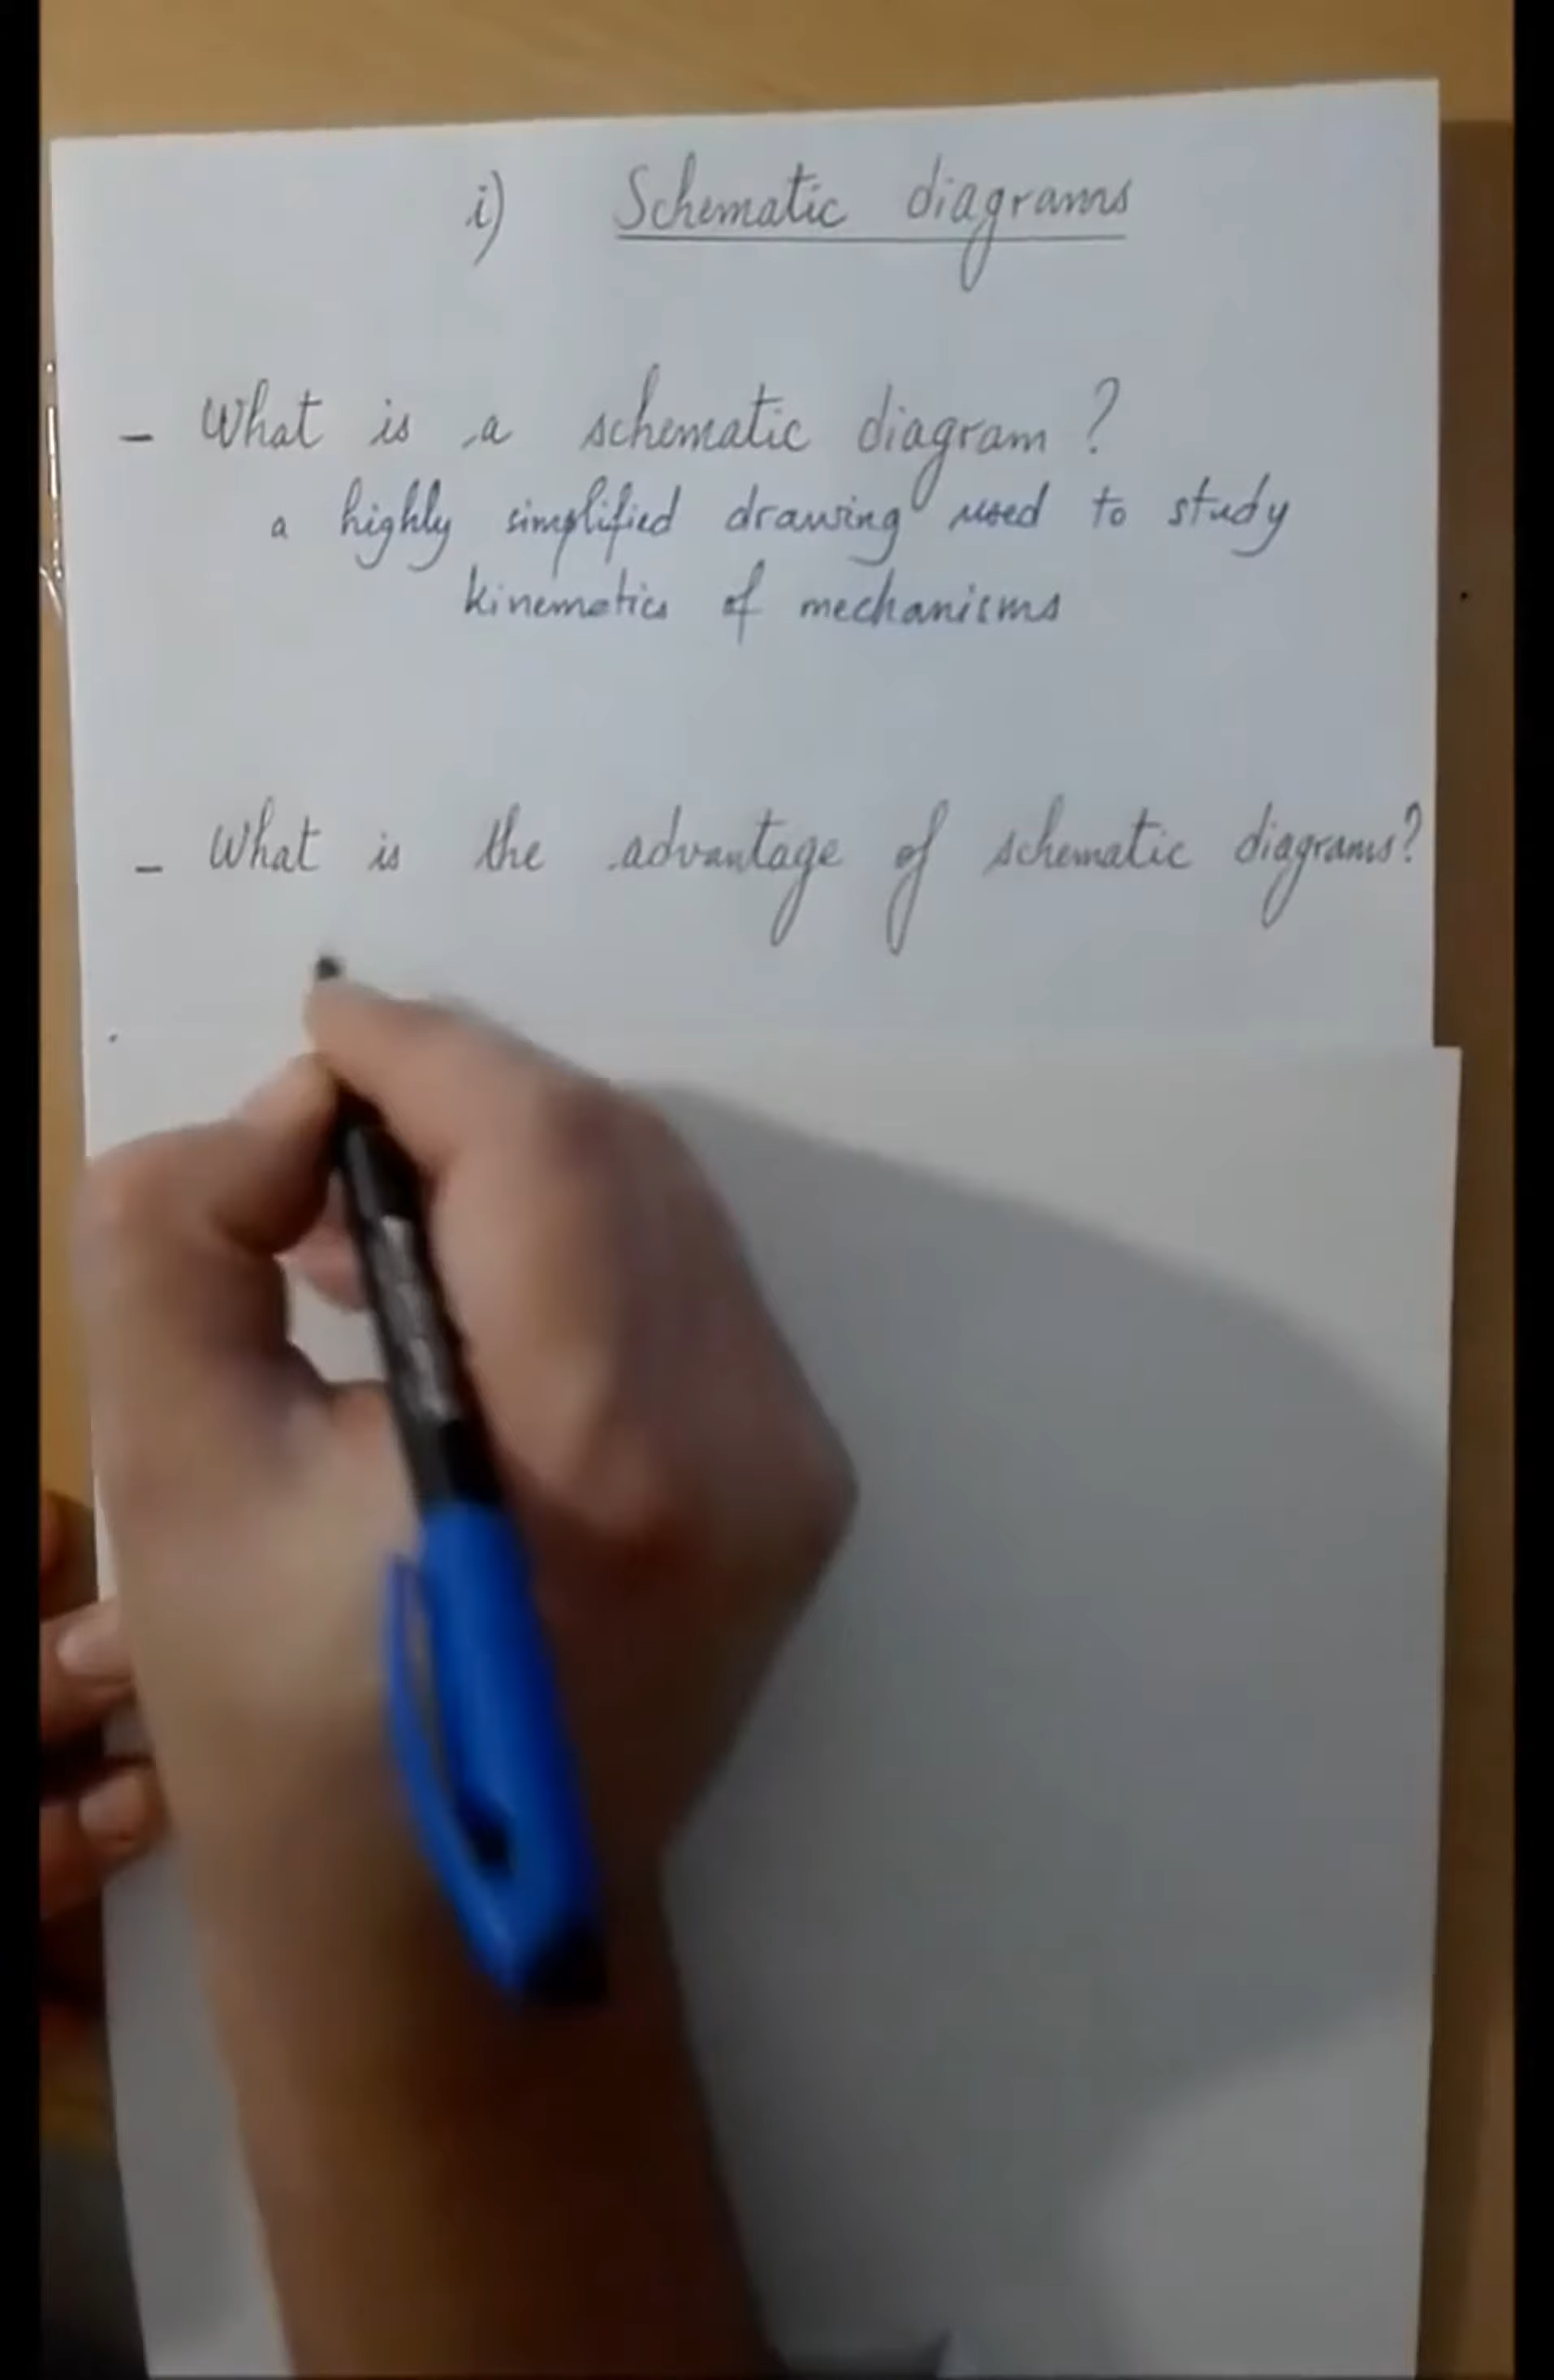 i) Schematic diagrams
- What is a schematic diagram ?
a highly simplified drawing used to study
kinematics of mechanisms
- What is the advantage of schematic diagrams?